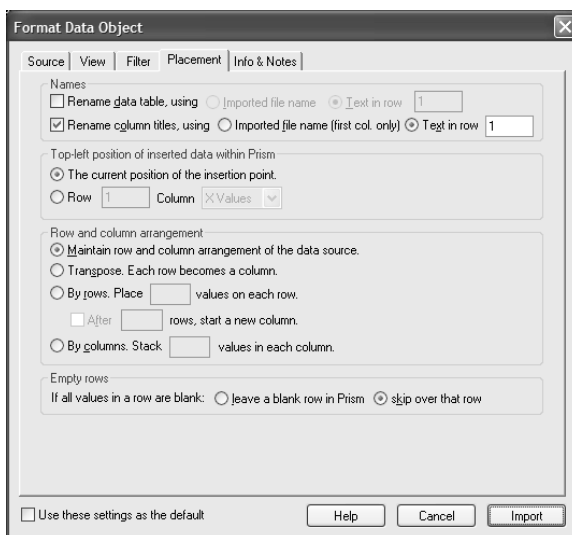 Format Data Object
Source View Filter Placement Info & Notes
Names
Rename data table, using Imported file name Text in row 1
Rename column titles, using Imported file name (first col. only) Text in row 1
Top-left position of inserted data within Prism
The current position of the insertion point.
Row 1 Column X Values
Row and column arrangement
Maintain row and column arrangement of the data source.
Transpose. Each row becomes a column.
By rows. Place values on each row.
After rows, start a new column.
By columns. Stack values in each column.
Empty rows
If all values in a row are blank: leave a blank row in Prism skip over that row
Use these settings as the default Help Cancel Import